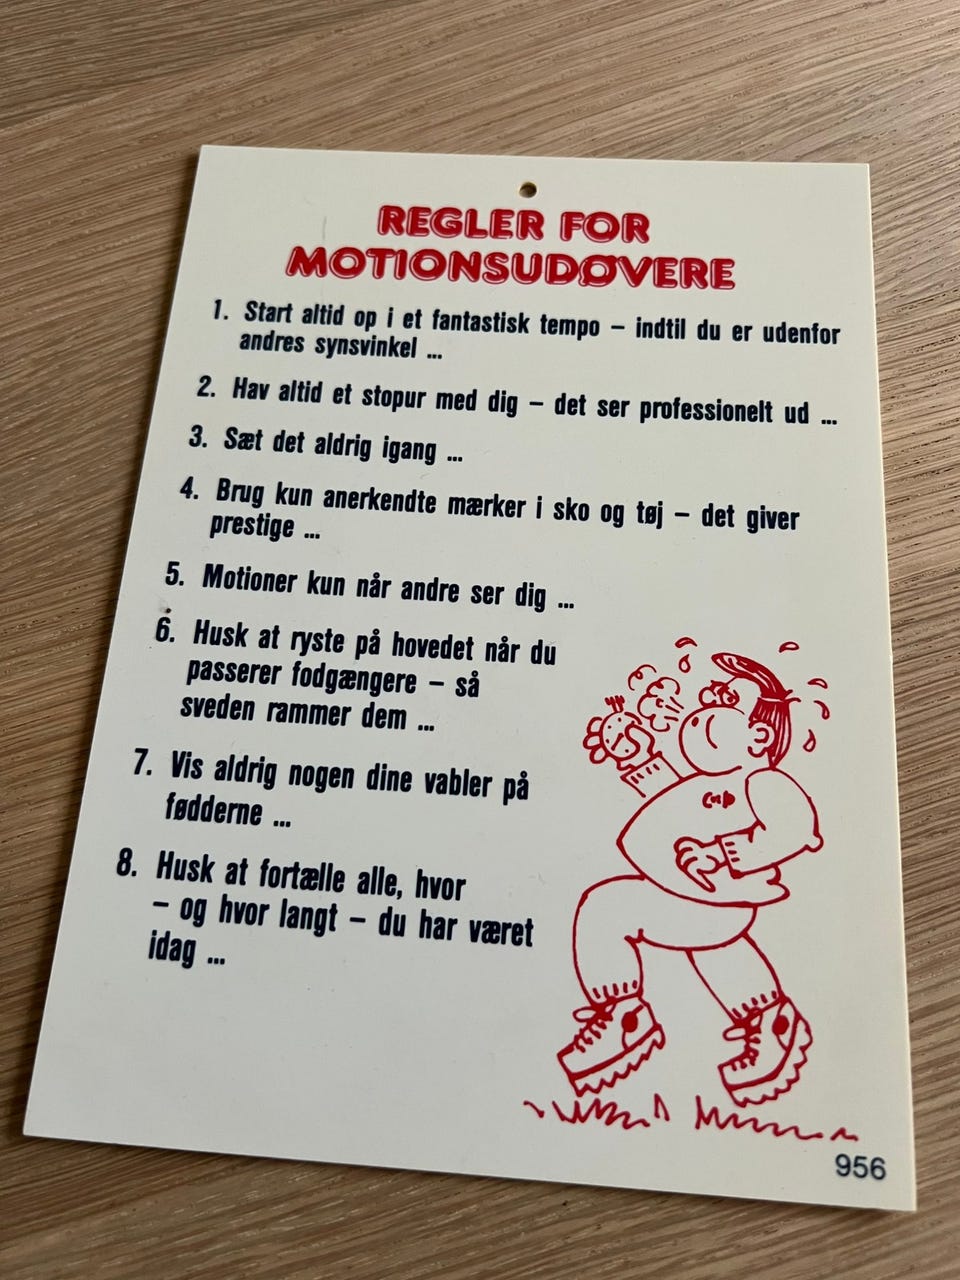 REGLER FOR
MOTIONSUDØVERE
1. Start altid op i et fantastisk tempo – indtil du er udenfor
andres synsvinkel ...
2. Hav altid et stopur med dig – det ser professionelt ud ...
3. Sæt det aldrig igang ...
4. Brug kun anerkendte mærker i sko og tøj – det giver
prestige ...
5. Motioner kun når andre ser dig ...
6. Husk at ryste på hovedet når du
passerer fodgængere – så
sveden rammer dem ...
7. Vis aldrig nogen dine vabler på
fødderne ...
8. Husk at fortælle alle, hvor
– og hvor langt – du har været
idag ...
956